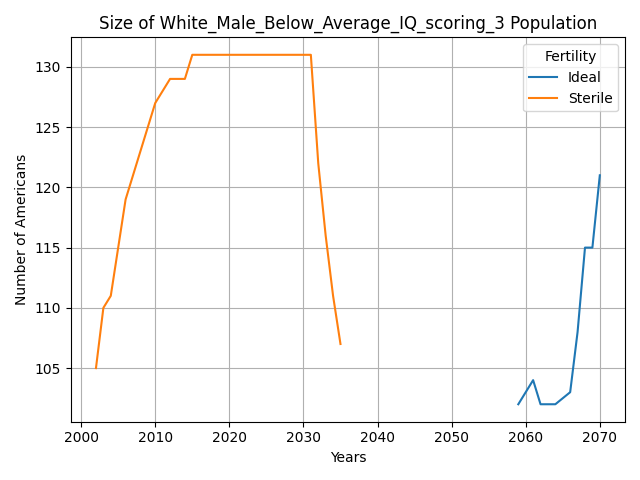 Size of White_Male_Below_Average_IQ_scoring_3 Population
Fertility
Ideal
Sterile
Number of Americans
130
125
120
115
110
105
2000 2010 2020 2030 2040 2050 2060 2070
Years